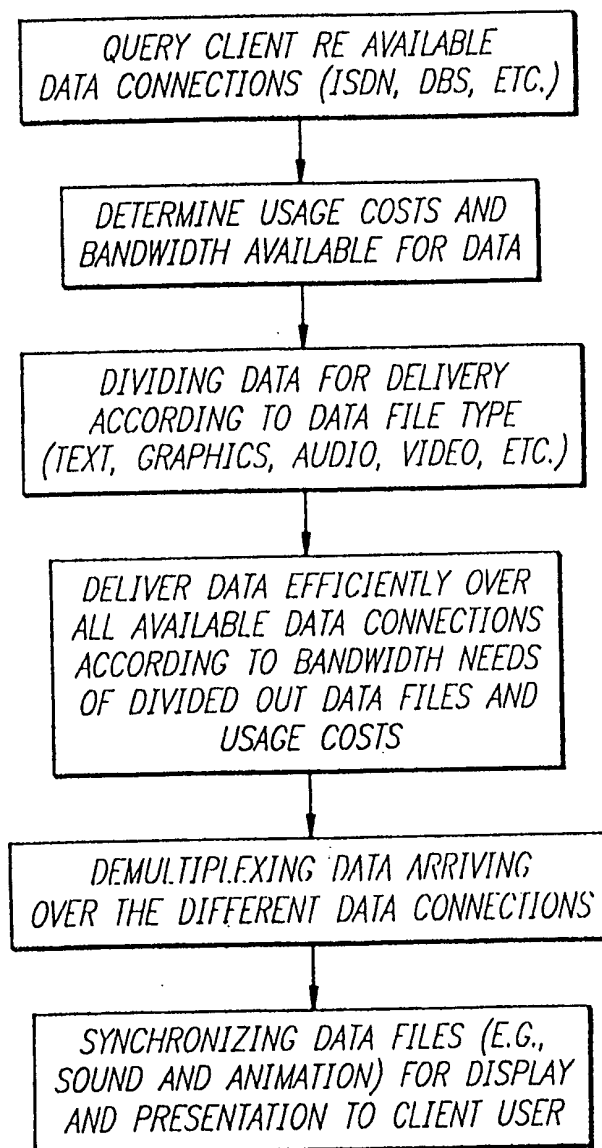 QUERY CLIENT RE AVAILABLE
DATA CONNECTIONS (ISDN, DBS, ETC.)
DETERMINE USAGE COSTS AND
BANDWIDTH AVAILABLE FOR DATA
DIVIDING DATA FOR DELIVERY
ACCORDING TO DATA FILE TYPE
(TEXT, GRAPHICS, AUDIO, VIDEO, ETC.)
DELIVER DATA EFFICIENTLY OVER
ALL AVAILABLE DATA CONNECTIONS
ACCORDING TO BANDWIDTH NEEDS
OF DIVIDED OUT DATA FILES AND
USAGE COSTS
DEMULTIPLEXING DATA ARRIVING
OVER THE DIFFERENT DATA CONNECTIONS
SYNCHRONIZING DATA FILES (E.G.,
SOUND AND ANIMATION) FOR DISPLAY
AND PRESENTATION TO CLIENT USER